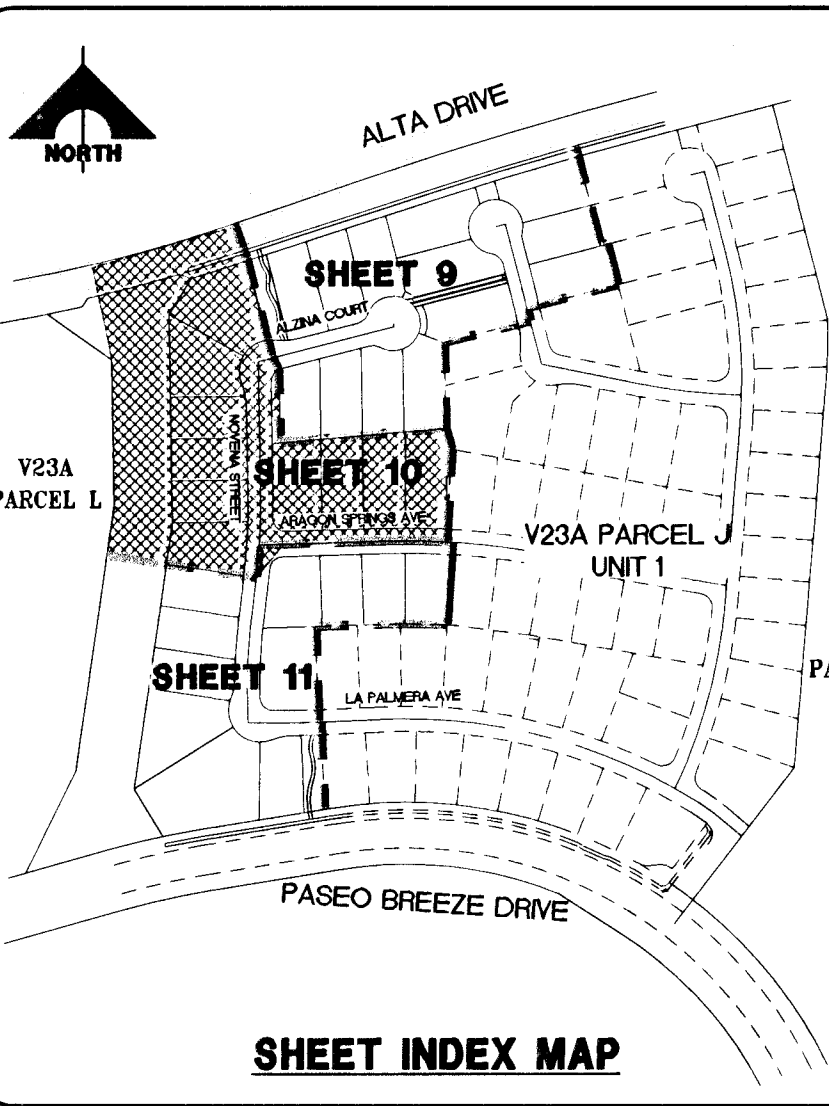 NORTH
ALTA DRIVE
SHEET 9
ALZINA COURT
V23A
PARCEL L
NOVENA STREET
SHEET 10
ARAGON SPRINGS AVE
V23A PARCEL J
UNIT 1
SHEET 11
LA PALMERA AVE
PA
PASEO BREEZE DRIVE
SHEET INDEX MAP